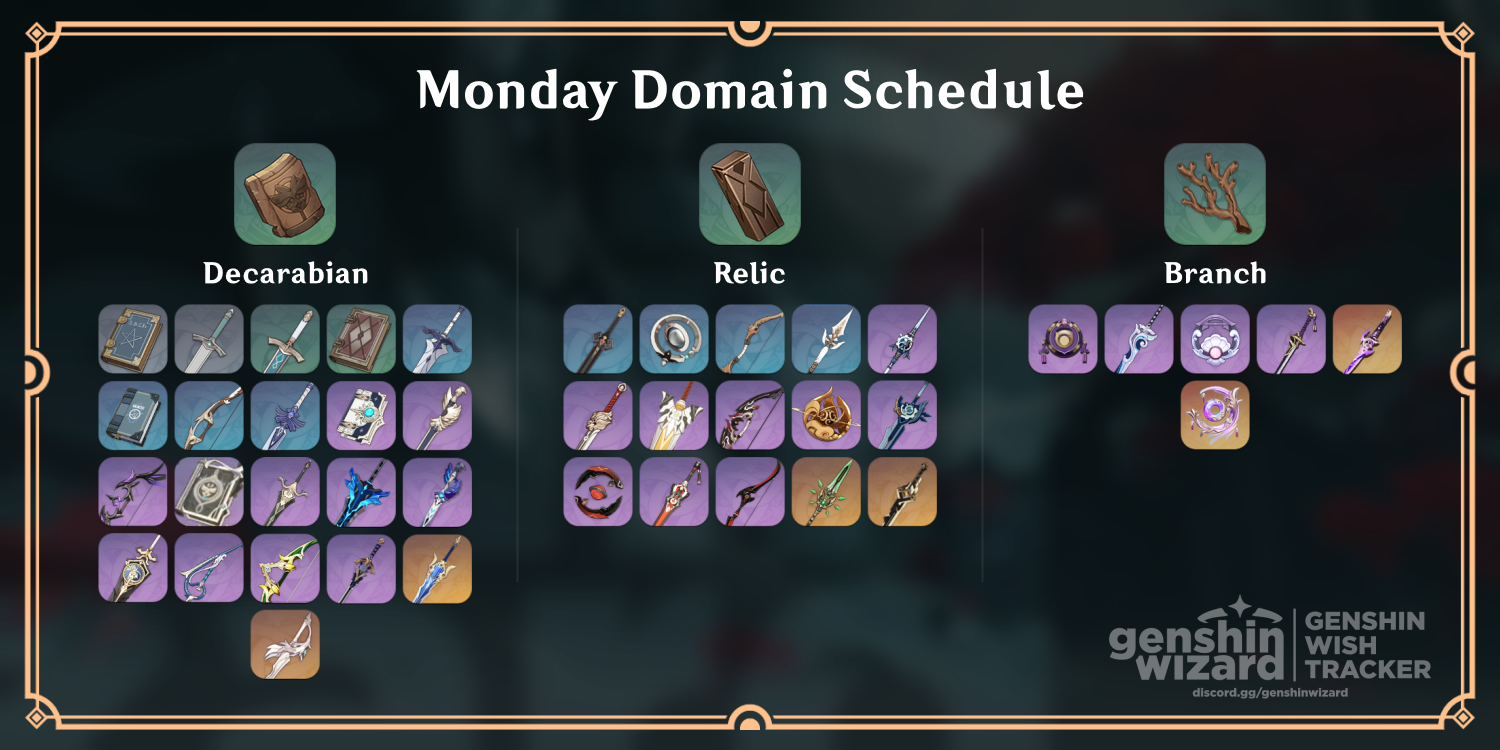 Monday Domain Schedule
Decarabian
Relic
Branch
genshin
wizard
GENSHIN
WISH
TRACKER
discord.gg/genshinwizard